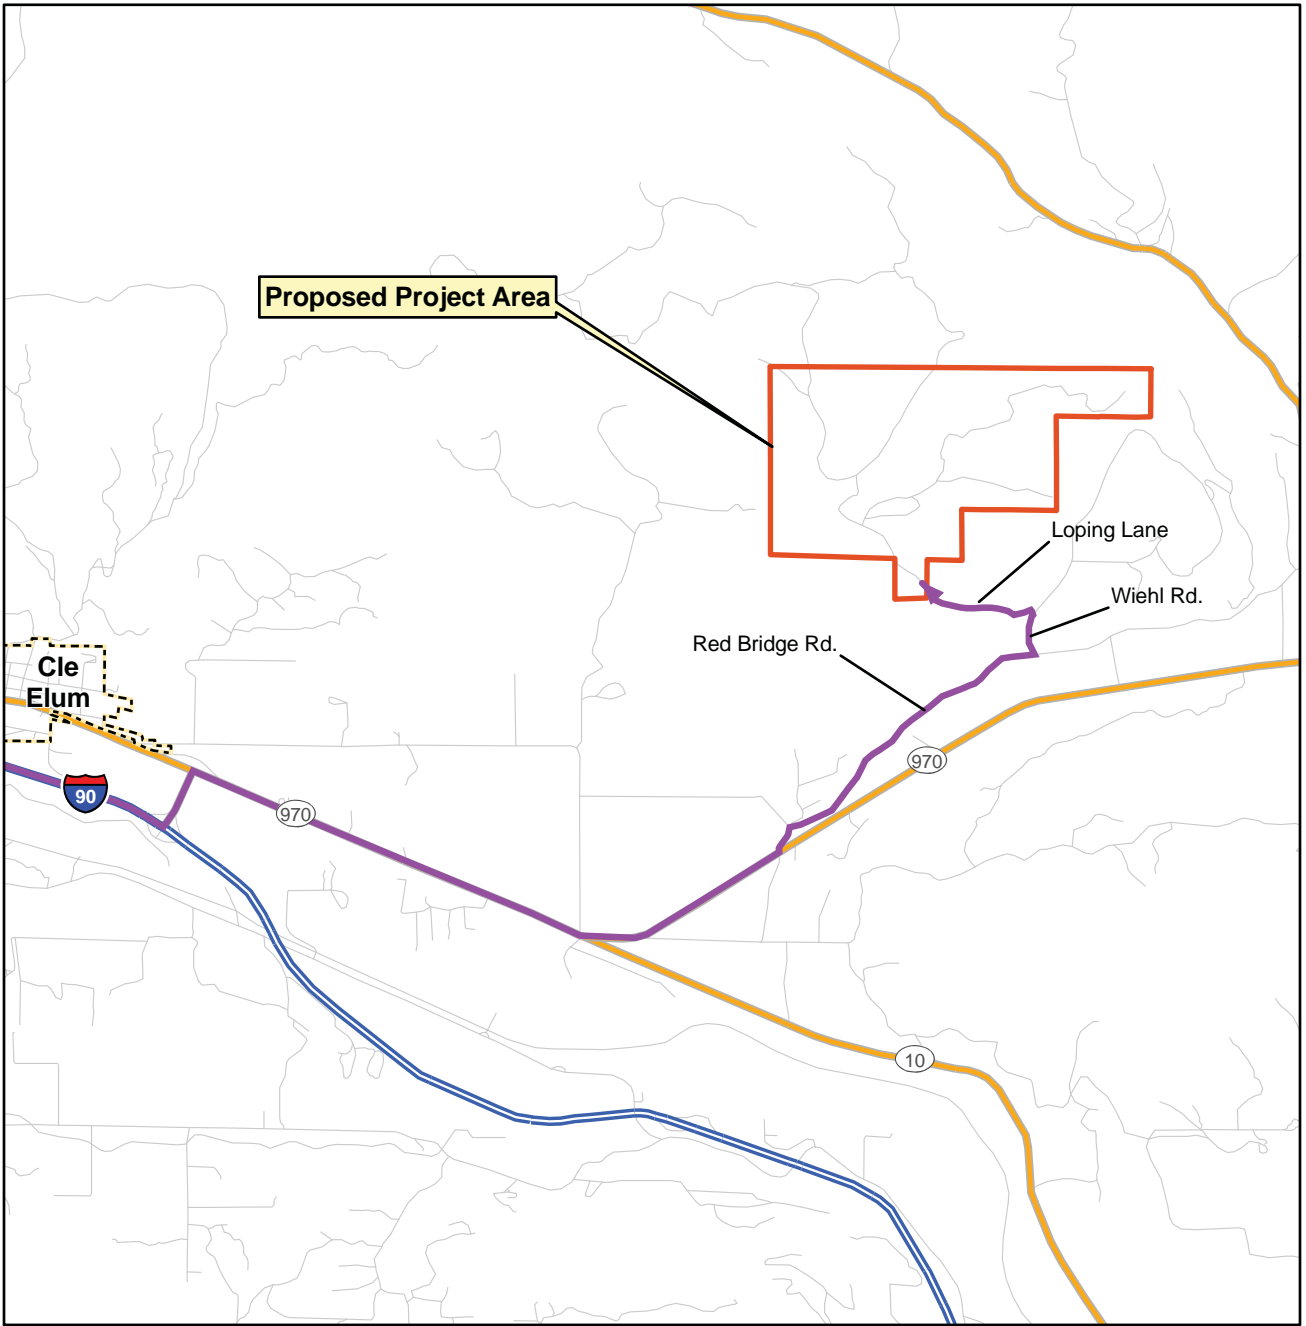 Proposed Project Area
Loping Lane
Wiehl Rd.
Red Bridge Rd.
Cle
Elum
970
90
970
10